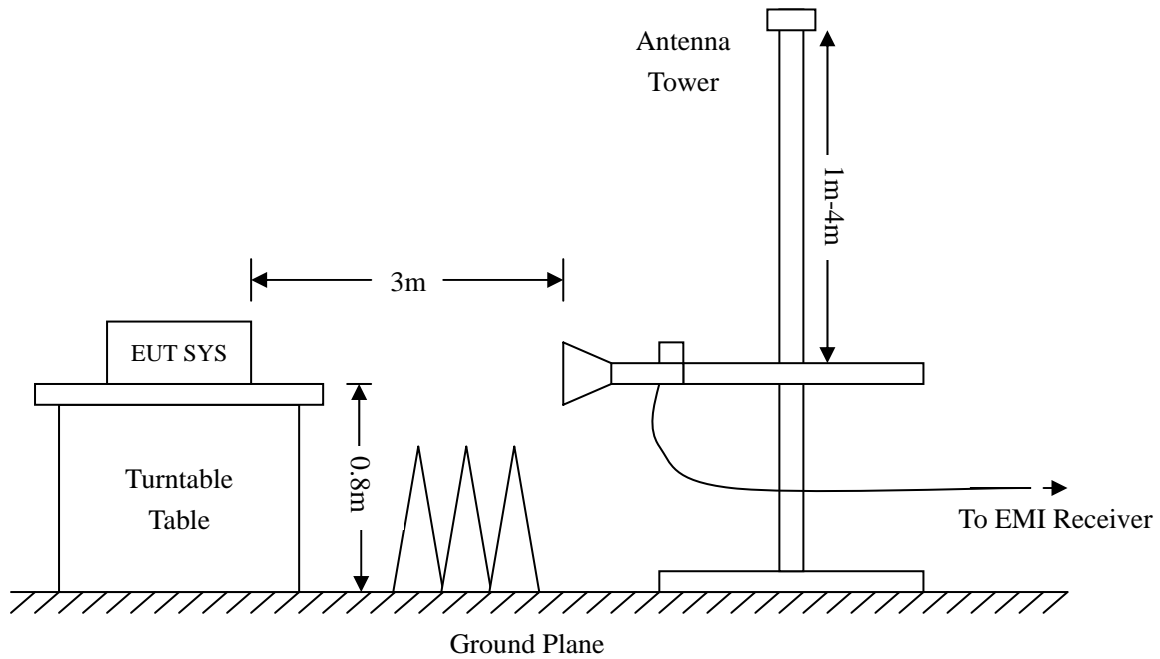 Antenna
Tower
1m-4m
3m
EUT SYS
0.8m
Turntable
Table
To EMI Receiver
Ground Plane